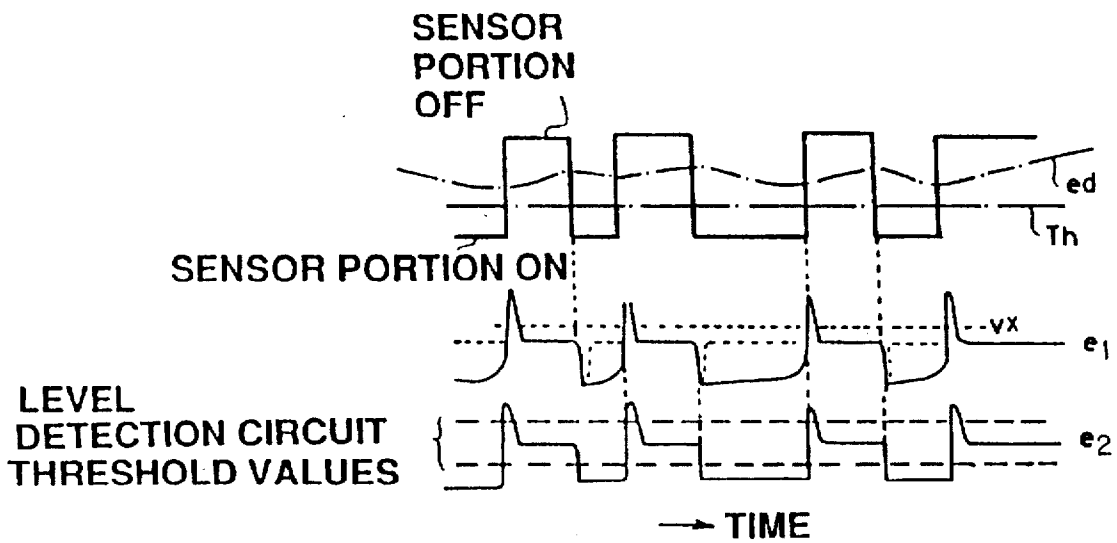 SENSOR
PORTION
OFF
ed
Th
SENSOR PORTION ON
vx
e1
LEVEL
DETECTION CIRCUIT
THRESHOLD VALUES
e2
TIME